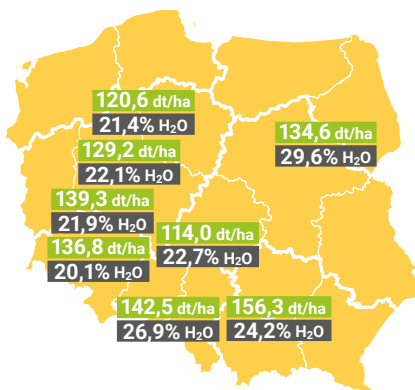 120,6 dt/ha
21,4% H₂O
134,6 dt/ha
29,6% H₂O
129,2 dt/ha
22,1% H₂O
139,3 dt/ha
21,9% H₂O
136,8 dt/ha
20,1% H₂O
114,0 dt/ha
22,7% H₂O
142,5 dt/ha
26,9% H₂O
156,3 dt/ha
24,2% H₂O